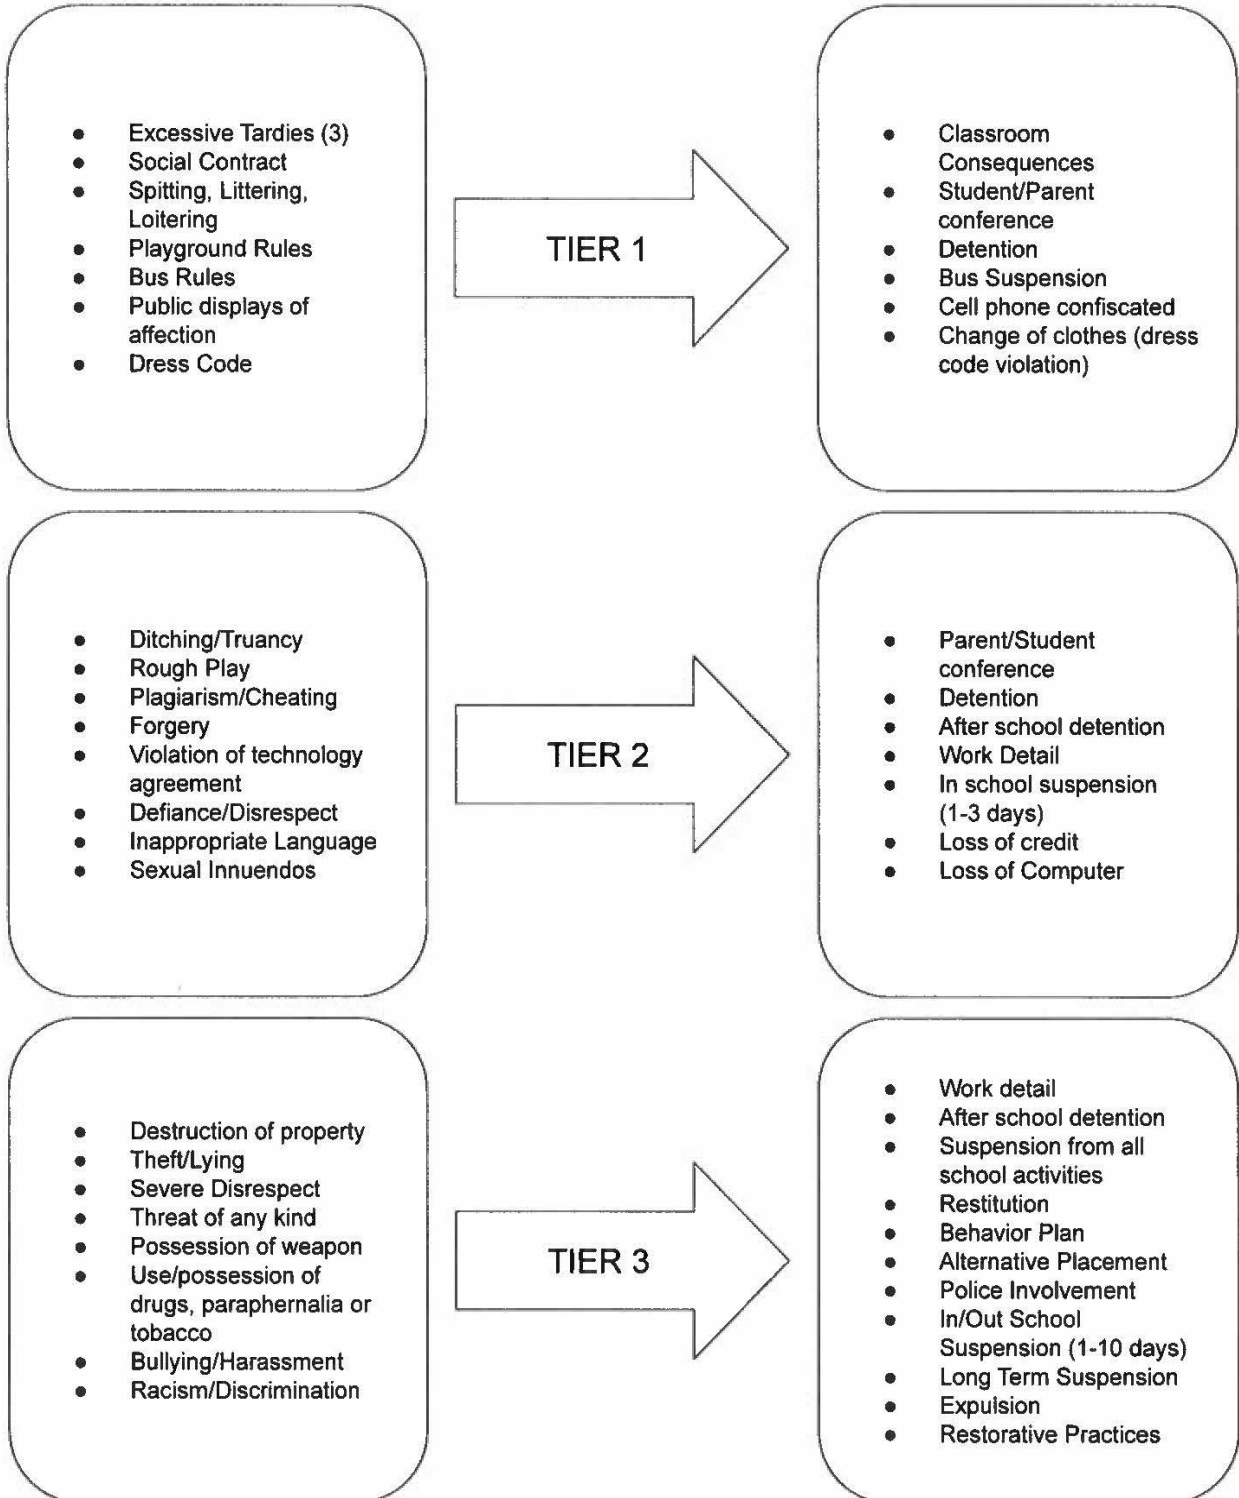 • Excessive Tardies (3)
• Social Contract
• Spitting, Littering,
Loitering
• Playground Rules
• Bus Rules
• Public displays of
affection
• Dress Code
TIER 1
• Classroom
Consequences
• Student/Parent
conference
• Detention
• Bus Suspension
• Cell phone confiscated
• Change of clothes (dress
code violation)
• Ditching/Truancy
• Rough Play
• Plagiarism/Cheating
• Forgery
• Violation of technology
agreement
• Defiance/Disrespect
• Inappropriate Language
• Sexual Innuendos
TIER 2
• Parent/Student
conference
• Detention
• After school detention
• Work Detail
• In school suspension
(1-3 days)
• Loss of credit
• Loss of Computer
• Destruction of property
• Theft/Lying
• Severe Disrespect
• Threat of any kind
• Possession of weapon
• Use/possession of
drugs, paraphernalia or
tobacco
• Bullying/Harassment
• Racism/Discrimination
TIER 3
• Work detail
• After school detention
• Suspension from all
school activities
• Restitution
• Behavior Plan
• Alternative Placement
• Police Involvement
• In/Out School
Suspension (1-10 days)
• Long Term Suspension
• Expulsion
• Restorative Practices